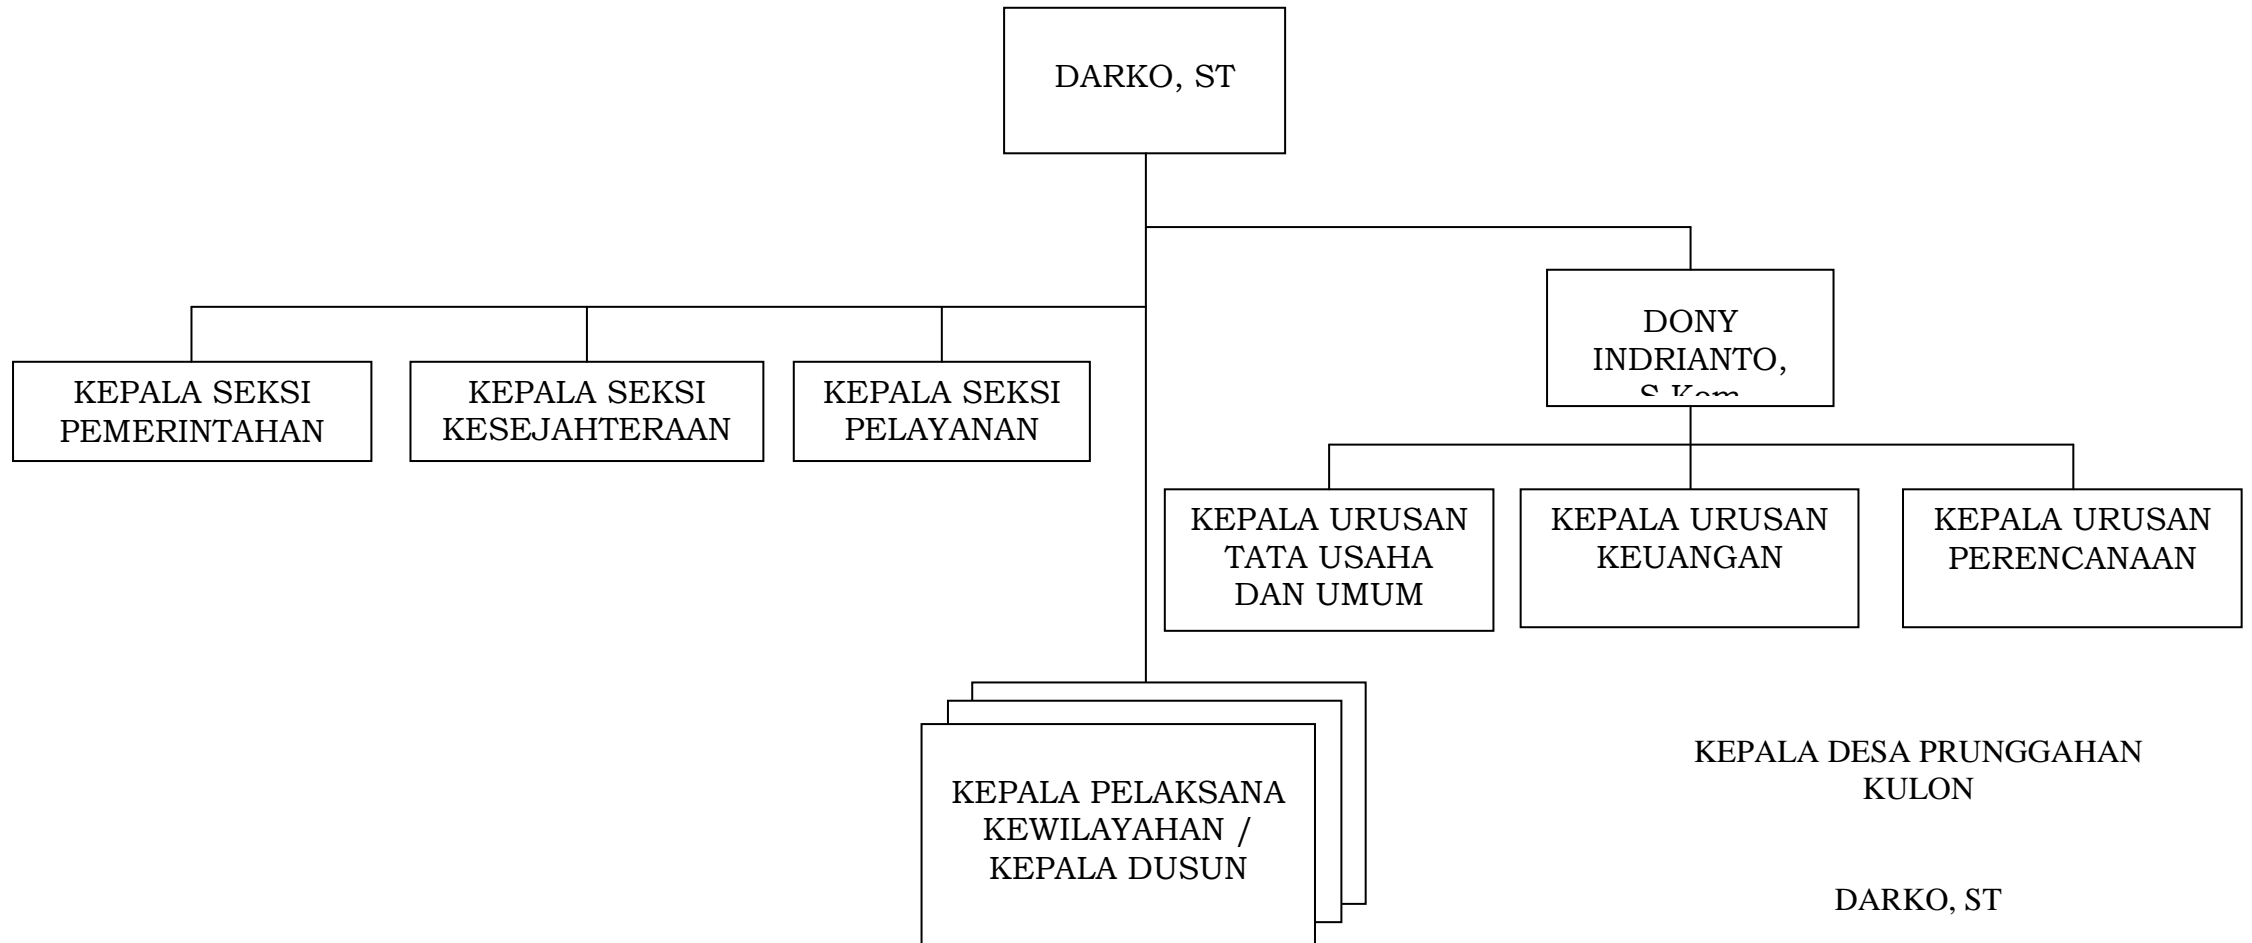 DARKO, ST
DONY
INDRIANTO,
S.Kom
KEPALA SEKSI
PEMERINTAHAN
KEPALA SEKSI
KESEJAHTERAAN
KEPALA SEKSI
PELAYANAN
KEPALA URUSAN
TATA USAHA
DAN UMUM
KEPALA URUSAN
KEUANGAN
KEPALA URUSAN
PERENCANAAN
KEPALA PELAKSANA
KEWILAYAHAN /
KEPALA DUSUN
KEPALA DESA PRUNGGAHAN
KULON
DARKO, ST